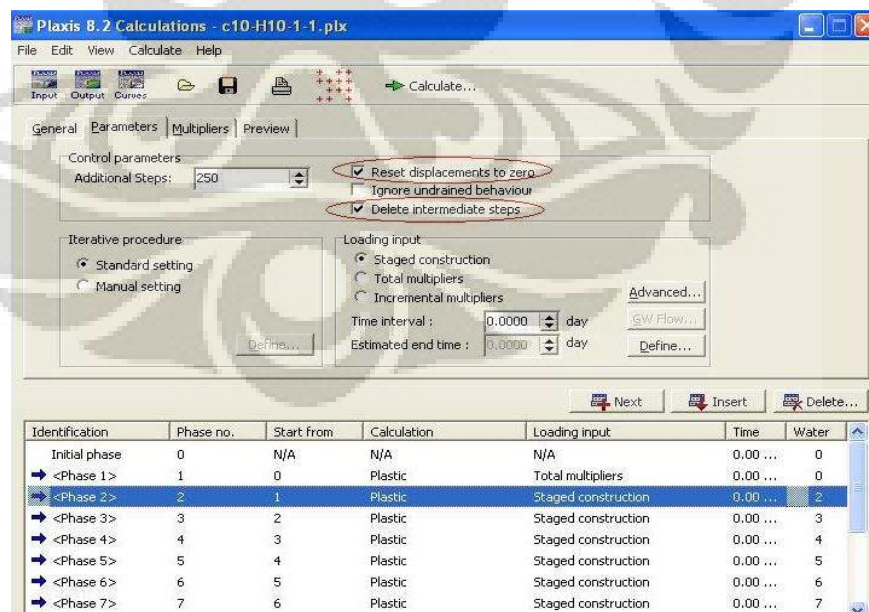 Plaxis 8.2 Calculations - c10-H10-1-1.plx
File Edit View Calculate Help
Input Output Curves Calculate...
General Parameters Multipliers Preview
Control parameters
Additional Steps: 250
Reset displacements to zero
Ignore undrained behaviour
Delete intermediate steps
Iterative procedure
Standard setting
Manual setting
Define...
Loading input
Staged construction
Total multipliers
Incremental multipliers
Advanced...
Time interval : 0.0000 day GW Flow...
Estimated end time : 0.0000 day Define...
Next Insert Delete...
Identification Phase no. Start from Calculation Loading input Time Water
Initial phase 0 N/A N/A N/A 0.00 ... 0
<Phase 1> 1 0 Plastic Total multipliers 0.00 ... 0
<Phase 2> 2 1 Plastic Staged construction 0.00 ... 2
<Phase 3> 3 2 Plastic Staged construction 0.00 ... 3
<Phase 4> 4 3 Plastic Staged construction 0.00 ... 4
<Phase 5> 5 4 Plastic Staged construction 0.00 ... 5
<Phase 6> 6 5 Plastic Staged construction 0.00 ... 6
<Phase 7> 7 6 Plastic Staged construction 0.00 ... 7